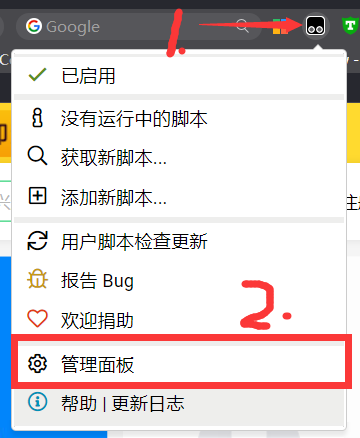 Google
1.
已启用
没有运行中的脚本
获取新脚本...
添加新脚本...
用户脚本检查更新
报告 Bug
欢迎捐助
2.
管理面板
帮助 | 更新日志